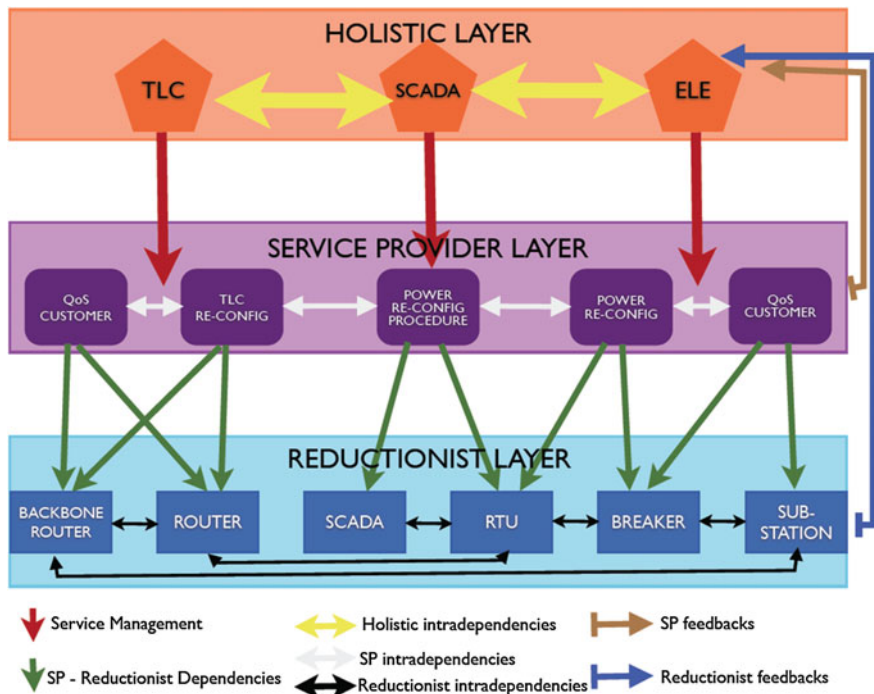 HOLISTIC LAYER
TLC
SCADA
ELE
SERVICE PROVIDER LAYER
QoS
CUSTOMER
TLC
RE-CONFIG
POWER
RE-CONFIG
PROCEDURE
POWER
RE-CONFIG
QoS
CUSTOMER
REDUCTIONIST LAYER
BACKBONE
ROUTER
ROUTER
SCADA
RTU
BREAKER
SUB-
STATION
Service Management
Holistic intradependencies
SP feedbacks
SP - Reductionist Dependencies
SP intradependencies
Reductionist intradependencies
Reductionist feedbacks